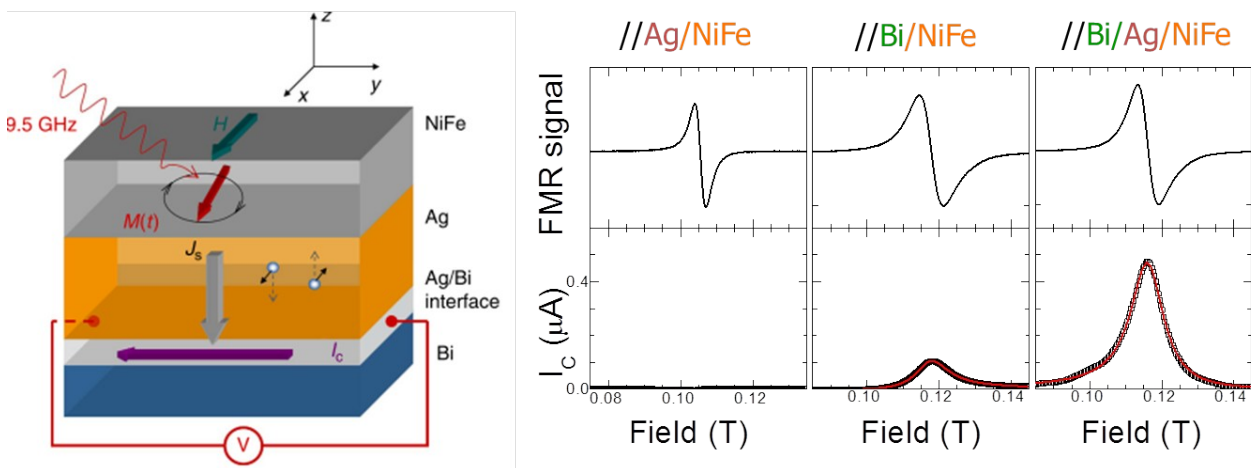 z
y
x
9.5 GHz
H
NiFe
M(t)
Ag
Js
Ag/Bi
interface
Ic
Bi
V
//Ag/NiFe
//Bi/NiFe
//Bi/Ag/NiFe
FMR signal
IC (μA)
0.4
0.0
0.08 0.10 0.12
0.10 0.12 0.14
0.10 0.12 0.14
Field (T)
Field (T)
Field (T)